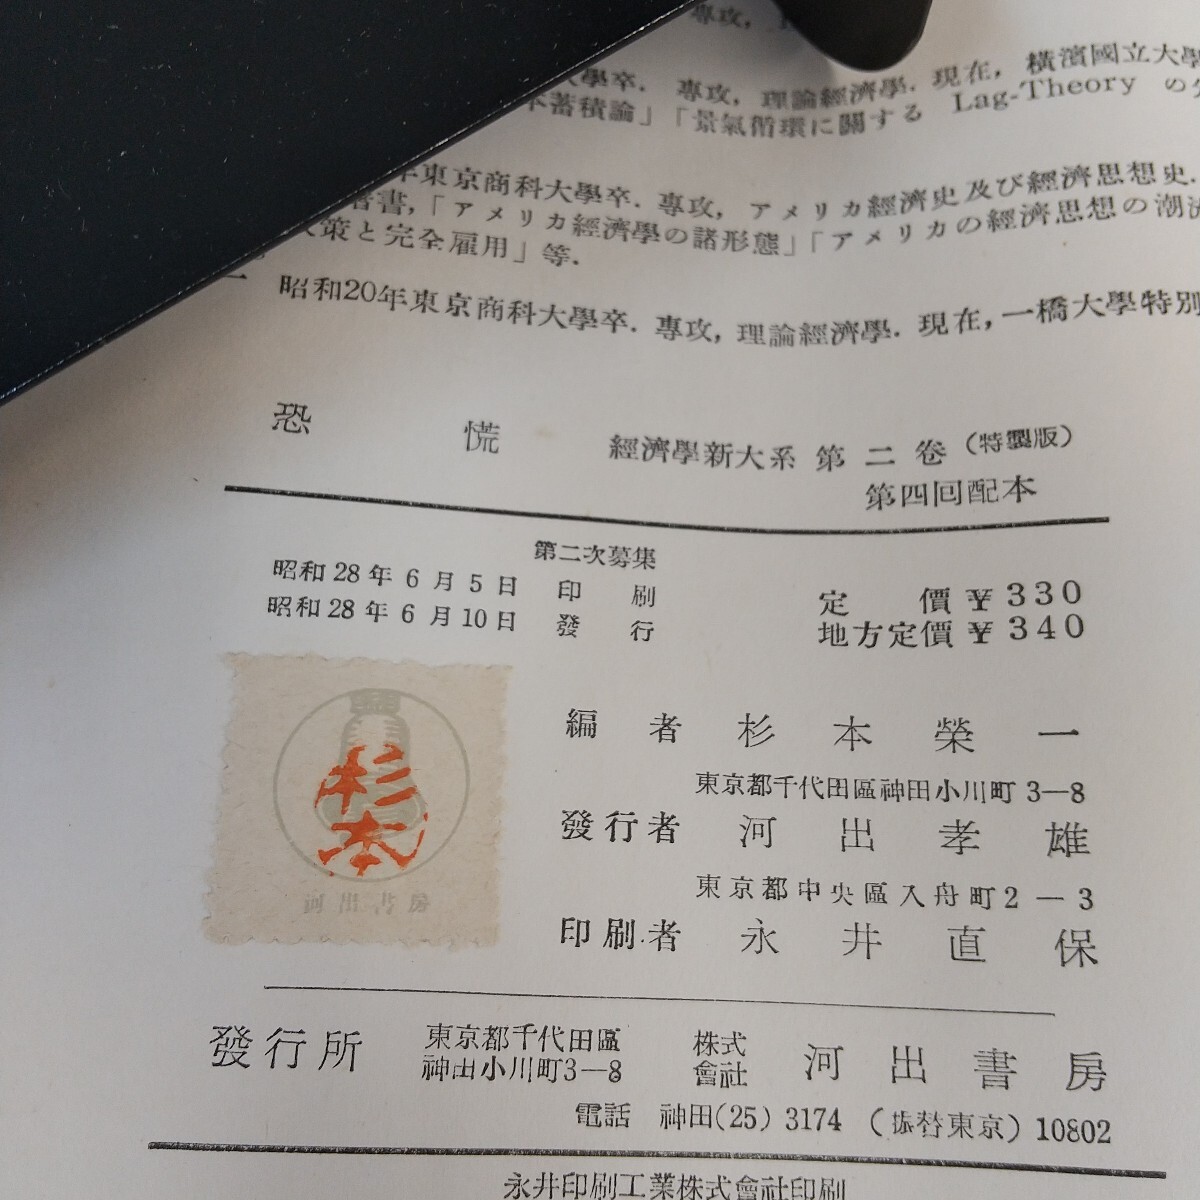 專攻,
大學卒. 專攻, 理論經濟學. 現在, 橫濱國立大學
本蓄積論」「景氣循環に關する Lag-Theory の
年東京商科大學卒. 專攻, アメリカ經濟史及び經濟思想史.
著書,「アメリカ經濟學の諸形態」「アメリカの經濟思想の潮流
策と完全雇用」等.
一 昭和20年東京商科大學卒. 專攻, 理論經濟學. 現在, 一橋大學特別
恐慌 經濟學新大系 第二卷 (特製版)
第四回配本
第二次募集
昭和28年6月5日 印刷
昭和28年6月10日 發行
定價¥330
地方定價¥340
杉本
河出書房
編者 杉本榮一
東京都千代田區神田小川町3—8
發行者 河出孝雄
東京都中央區入舟町2—3
印刷者 永井直保
發行所 東京都千代田區神田小川町3—8 株式會社 河出書房
電話 神田(25)3174 (振替東京)10802
永井印刷工業株式會社印刷